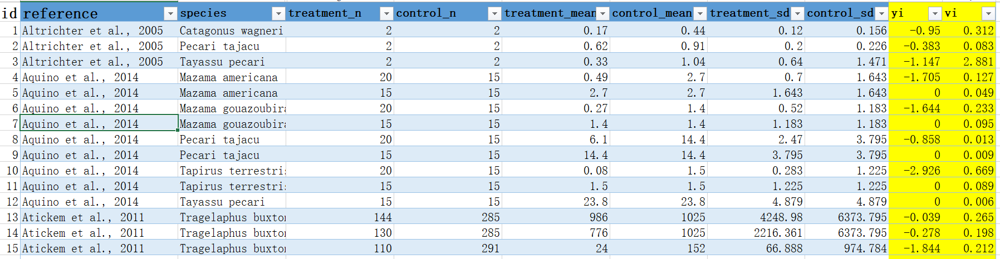 id reference species treatment_n control_n treatment_mean control_mean treatment_sd control_sd yi vi
1 Altrichter et al., 2005 Catagonus wagneri 2 2 0.17 0.44 0.12 0.156 -0.95 0.312
2 Altrichter et al., 2005 Pecari tajacu 2 2 0.62 0.91 0.2 0.226 -0.383 0.083
3 Altrichter et al., 2005 Tayassu pecari 2 2 0.33 1.04 0.64 1.471 -1.147 2.881
4 Aquino et al., 2014 Mazama americana 20 15 0.49 2.7 0.7 1.643 -1.705 0.127
5 Aquino et al., 2014 Mazama americana 15 15 2.7 2.7 1.643 1.643 0 0.049
6 Aquino et al., 2014 Mazama gouazoubira 20 15 0.27 1.4 0.52 1.183 -1.644 0.233
7 Aquino et al., 2014 Mazama gouazoubira 15 15 1.4 1.4 1.183 1.183 0 0.095
8 Aquino et al., 2014 Pecari tajacu 20 15 6.1 14.4 2.47 3.795 -0.858 0.013
9 Aquino et al., 2014 Pecari tajacu 15 15 14.4 14.4 3.795 3.795 0 0.009
10 Aquino et al., 2014 Tapirus terrestris 20 15 0.08 1.5 0.283 1.225 -2.926 0.669
11 Aquino et al., 2014 Tapirus terrestris 15 15 1.5 1.5 1.225 1.225 0 0.089
12 Aquino et al., 2014 Tayassu pecari 15 15 23.8 23.8 4.879 4.879 0 0.006
13 Atickem et al., 2011 Tragelaphus buxto 144 285 986 1025 4248.98 6373.795 -0.039 0.265
14 Atickem et al., 2011 Tragelaphus buxto 130 285 776 1025 2216.361 6373.795 -0.278 0.198
15 Atickem et al., 2011 Tragelaphus buxto 110 291 24 152 66.888 974.784 -1.844 0.212